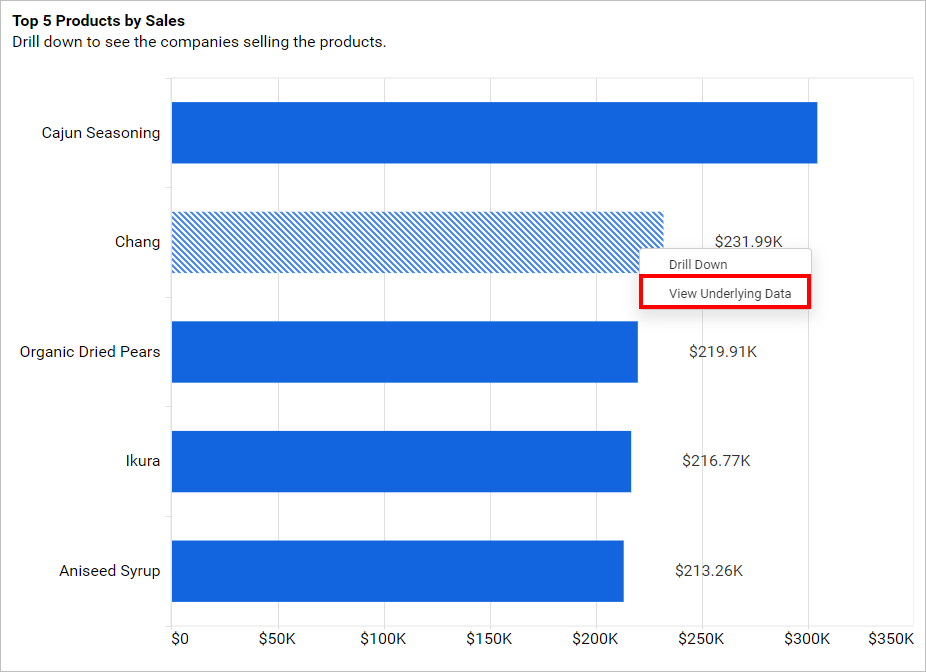 Top 5 Products by Sales
Drill down to see the companies selling the products.
Cajun Seasoning
Chang
$231.99K
Drill Down
View Underlying Data
Organic Dried Pears
$219.91K
Ikura
$216.77K
Aniseed Syrup
$213.26K
$0 $50K $100K $150K $200K $250K $300K $350K